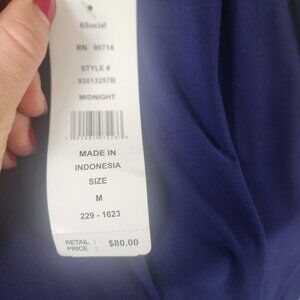 6Social
RN 90714
STYLE #
93013257B
MIDNIGHT
MADE IN
INDONESIA
SIZE
M
229 - 1623
RETAIL :
PRICE : $80.00